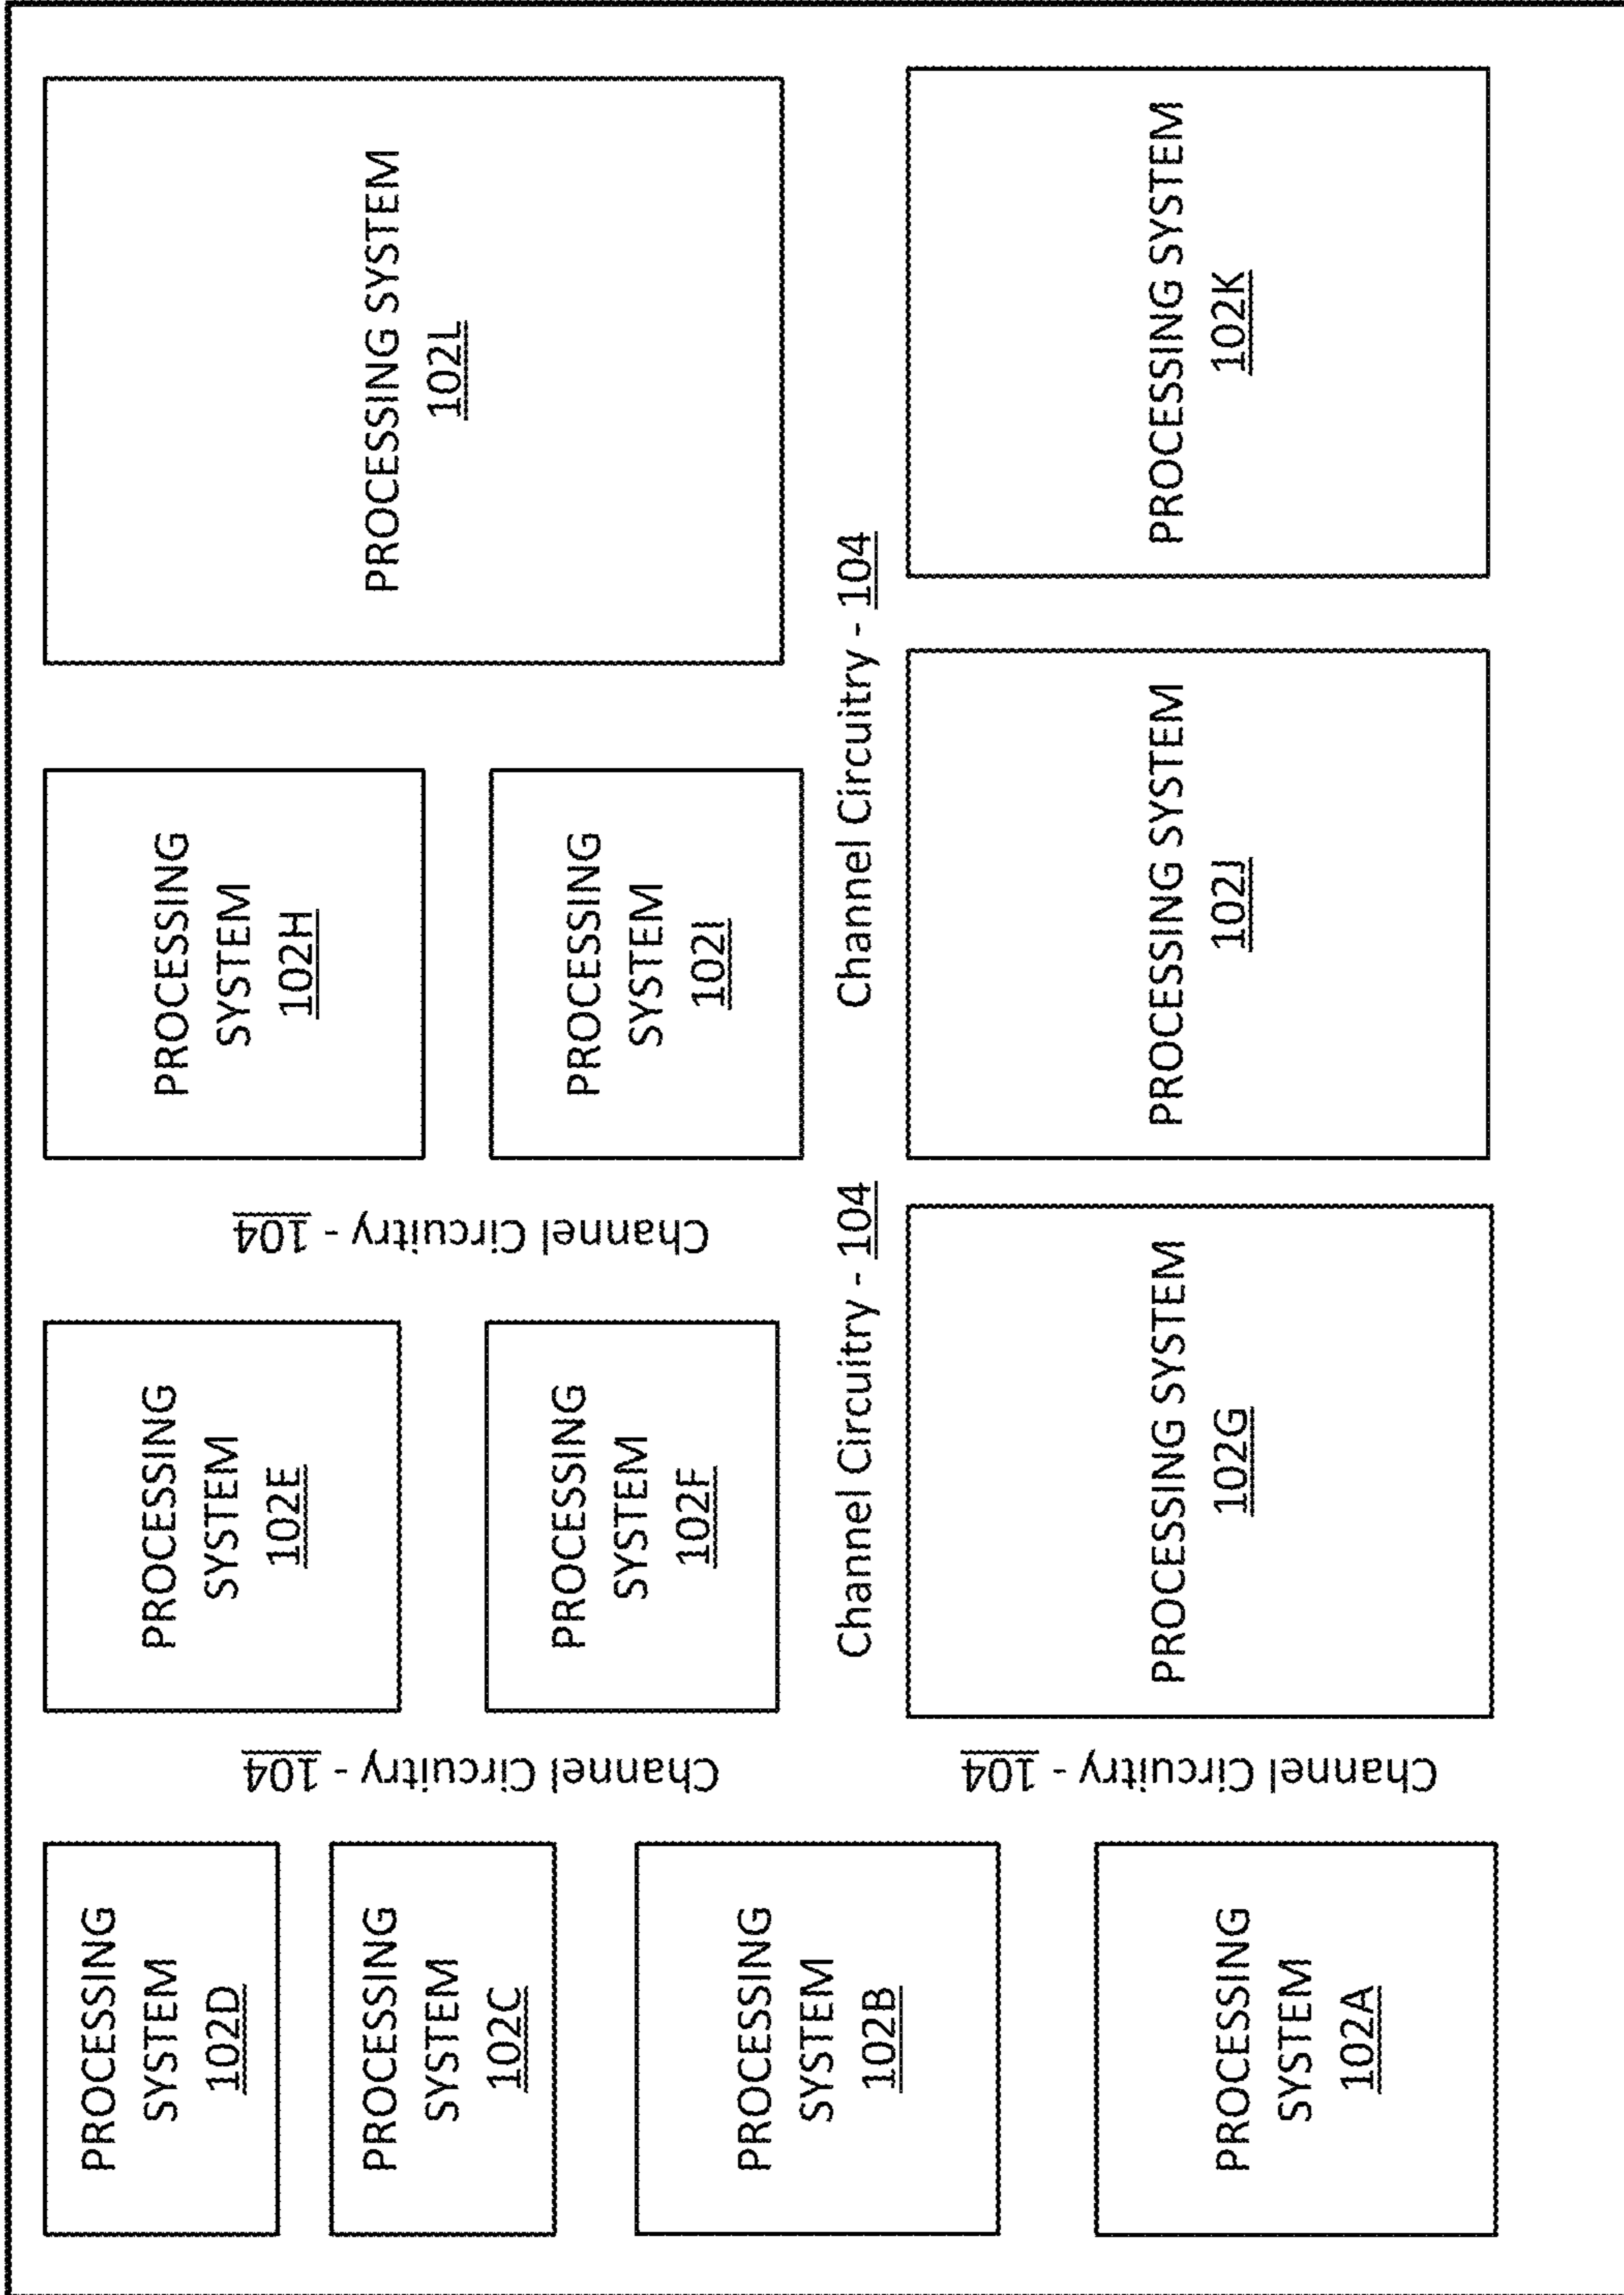 PROCESSING
SYSTEM
102D
PROCESSING
SYSTEM
102C
PROCESSING
SYSTEM
102B
PROCESSING
SYSTEM
102A
Channel Circuitry - 104
Channel Circuitry - 104
PROCESSING
SYSTEM
102E
PROCESSING
SYSTEM
102F
Channel Circuitry - 104
PROCESSING SYSTEM
102G
Channel Circuitry - 104
PROCESSING
SYSTEM
102H
PROCESSING
SYSTEM
102I
Channel Circuitry - 104
PROCESSING SYSTEM
102J
PROCESSING SYSTEM
102L
PROCESSING SYSTEM
102K